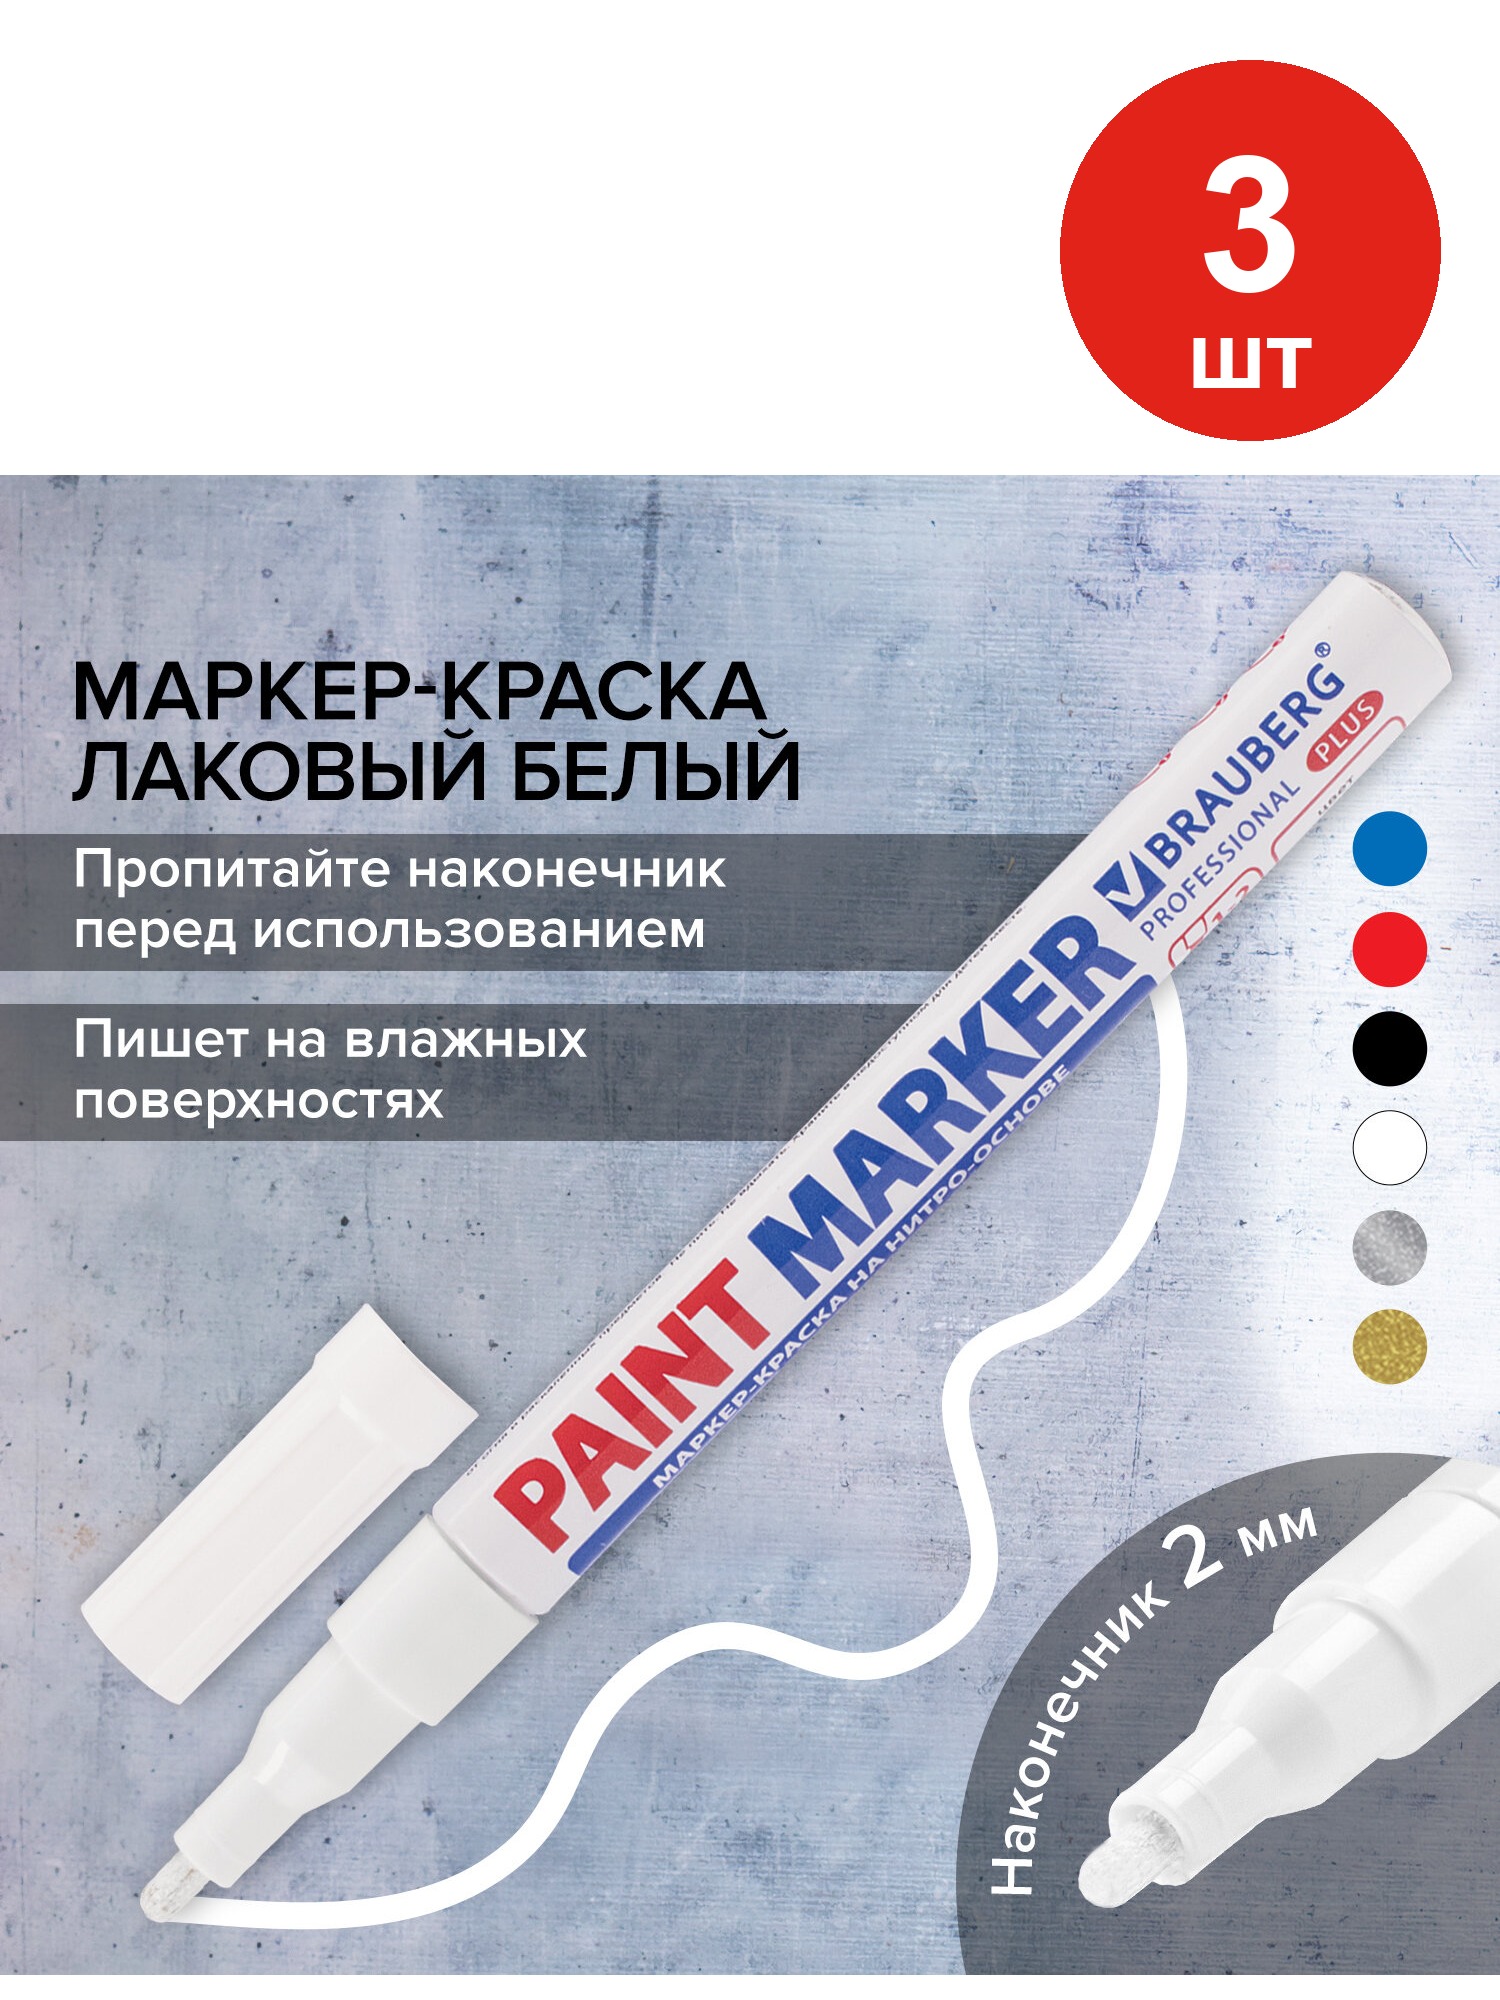 3
шт
МАРКЕР-КРАСКА
ЛАКОВЫЙ БЕЛЫЙ
Пропитайте наконечник
перед использованием
Пишет на влажных
поверхностях
BRAUBERG®
PROFESSIONAL PLUS
ЦВЕТ
PAINT MARKER
МАРКЕР-КРАСКА НА НИТРО-ОСНОВЕ
Наконечник 2 мм